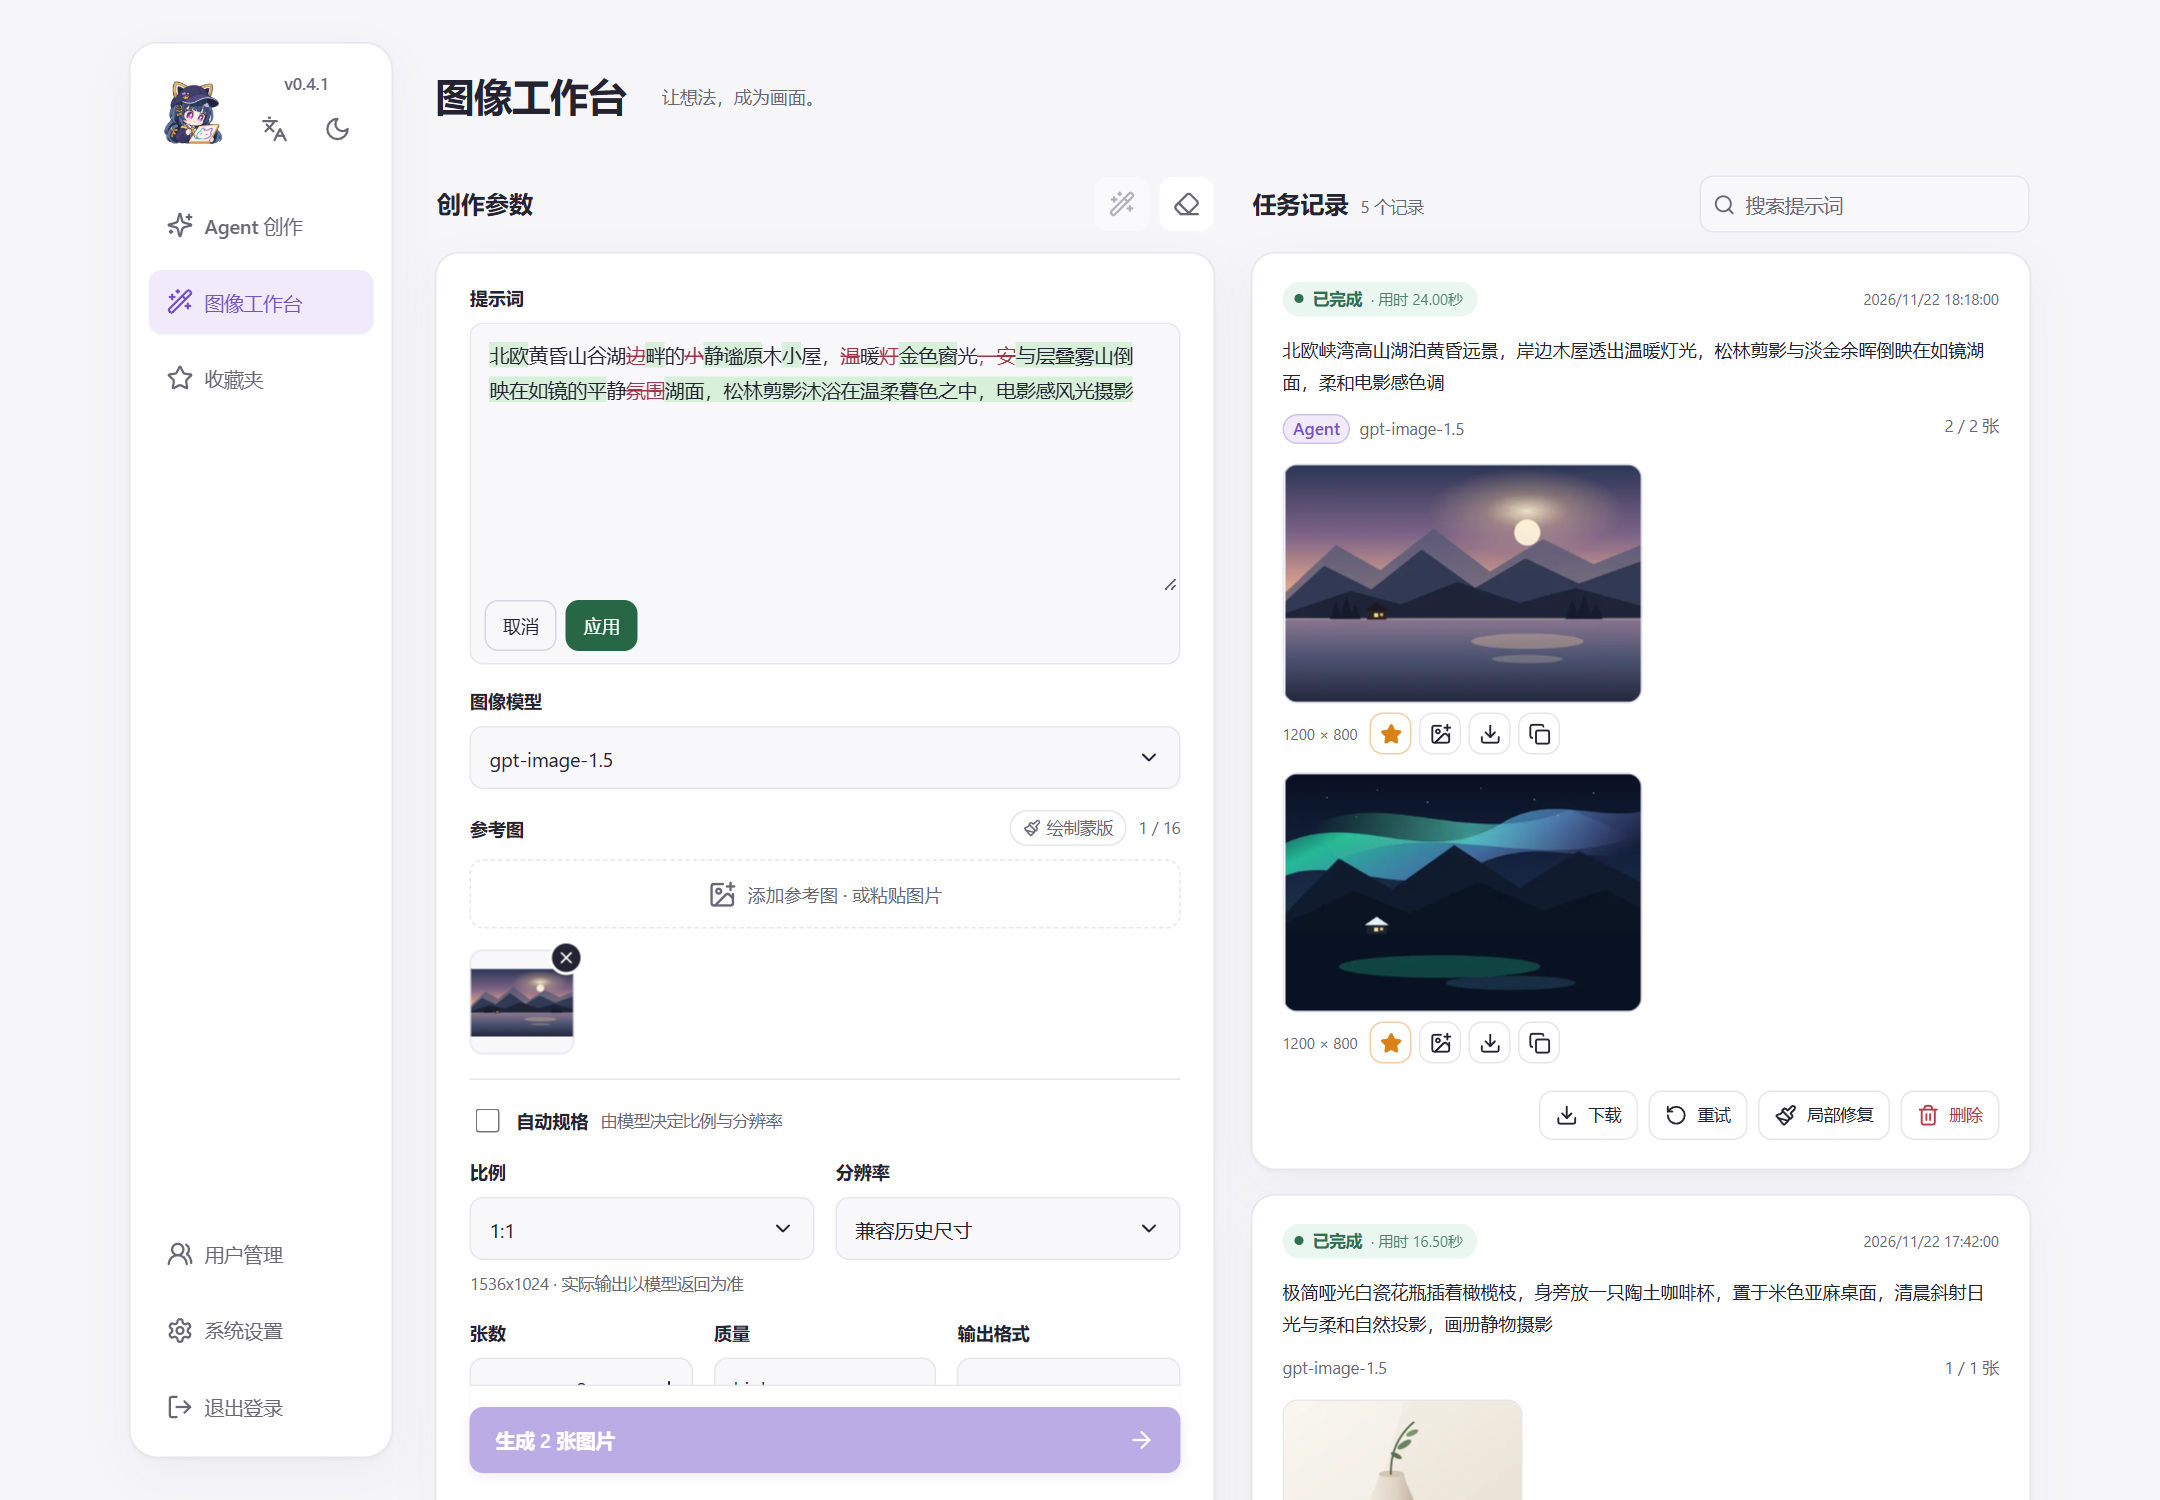 v0.4.1
Agent 创作
图像工作台
收藏夹
用户管理
系统设置
退出登录
图像工作台
让想法，成为画面。
创作参数
提示词
北欧黄昏山谷湖边畔的小静谧原木小屋，温暖灯金色窗光，安与层叠雾山倒
映在如镜的平静氛围湖面，松林剪影沐浴在温柔暮色之中，电影感风光摄影
取消
应用
图像模型
gpt-image-1.5
参考图
绘制蒙版
1 / 16
添加参考图 · 或粘贴图片
自动规格
由模型决定比例与分辨率
比例
分辨率
1:1
兼容历史尺寸
1536x1024 · 实际输出以模型返回为准
张数
质量
输出格式
生成 2 张图片
任务记录
5 个记录
搜索提示词
已完成 · 用时 24.00秒
2026/11/22 18:18:00
北欧峡湾高山湖泊黄昏远景，岸边木屋透出温暖灯光，松林剪影与淡金余晖倒映在如镜湖
面，柔和电影感色调
Agent
gpt-image-1.5
2 / 2 张
1200 × 800
1200 × 800
下载
重试
局部修复
删除
已完成 · 用时 16.50秒
2026/11/22 17:42:00
极简哑光白瓷花瓶插着橄榄枝，身旁放一只陶土咖啡杯，置于米色亚麻桌面，清晨斜射日
光与柔和自然投影，画册静物摄影
gpt-image-1.5
1 / 1 张